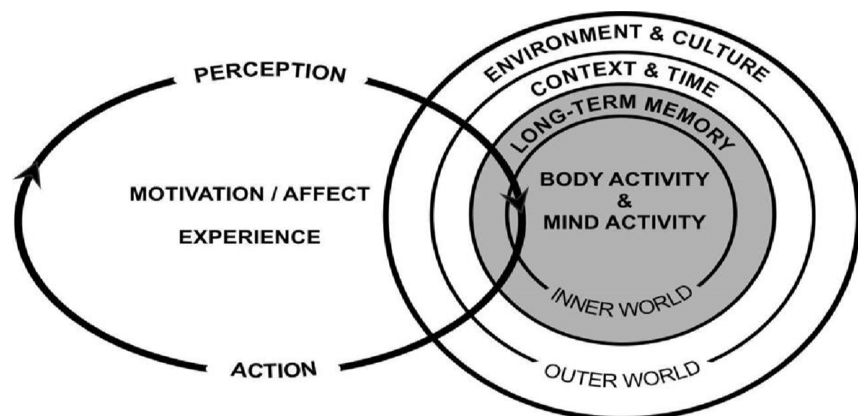 ENVIRONMENT & CULTURE
PERCEPTION
CONTEXT & TIME
LONG-TERM MEMORY
MOTIVATION / AFFECT
EXPERIENCE
BODY ACTIVITY
&
MIND ACTIVITY
INNER WORLD
ACTION
OUTER WORLD